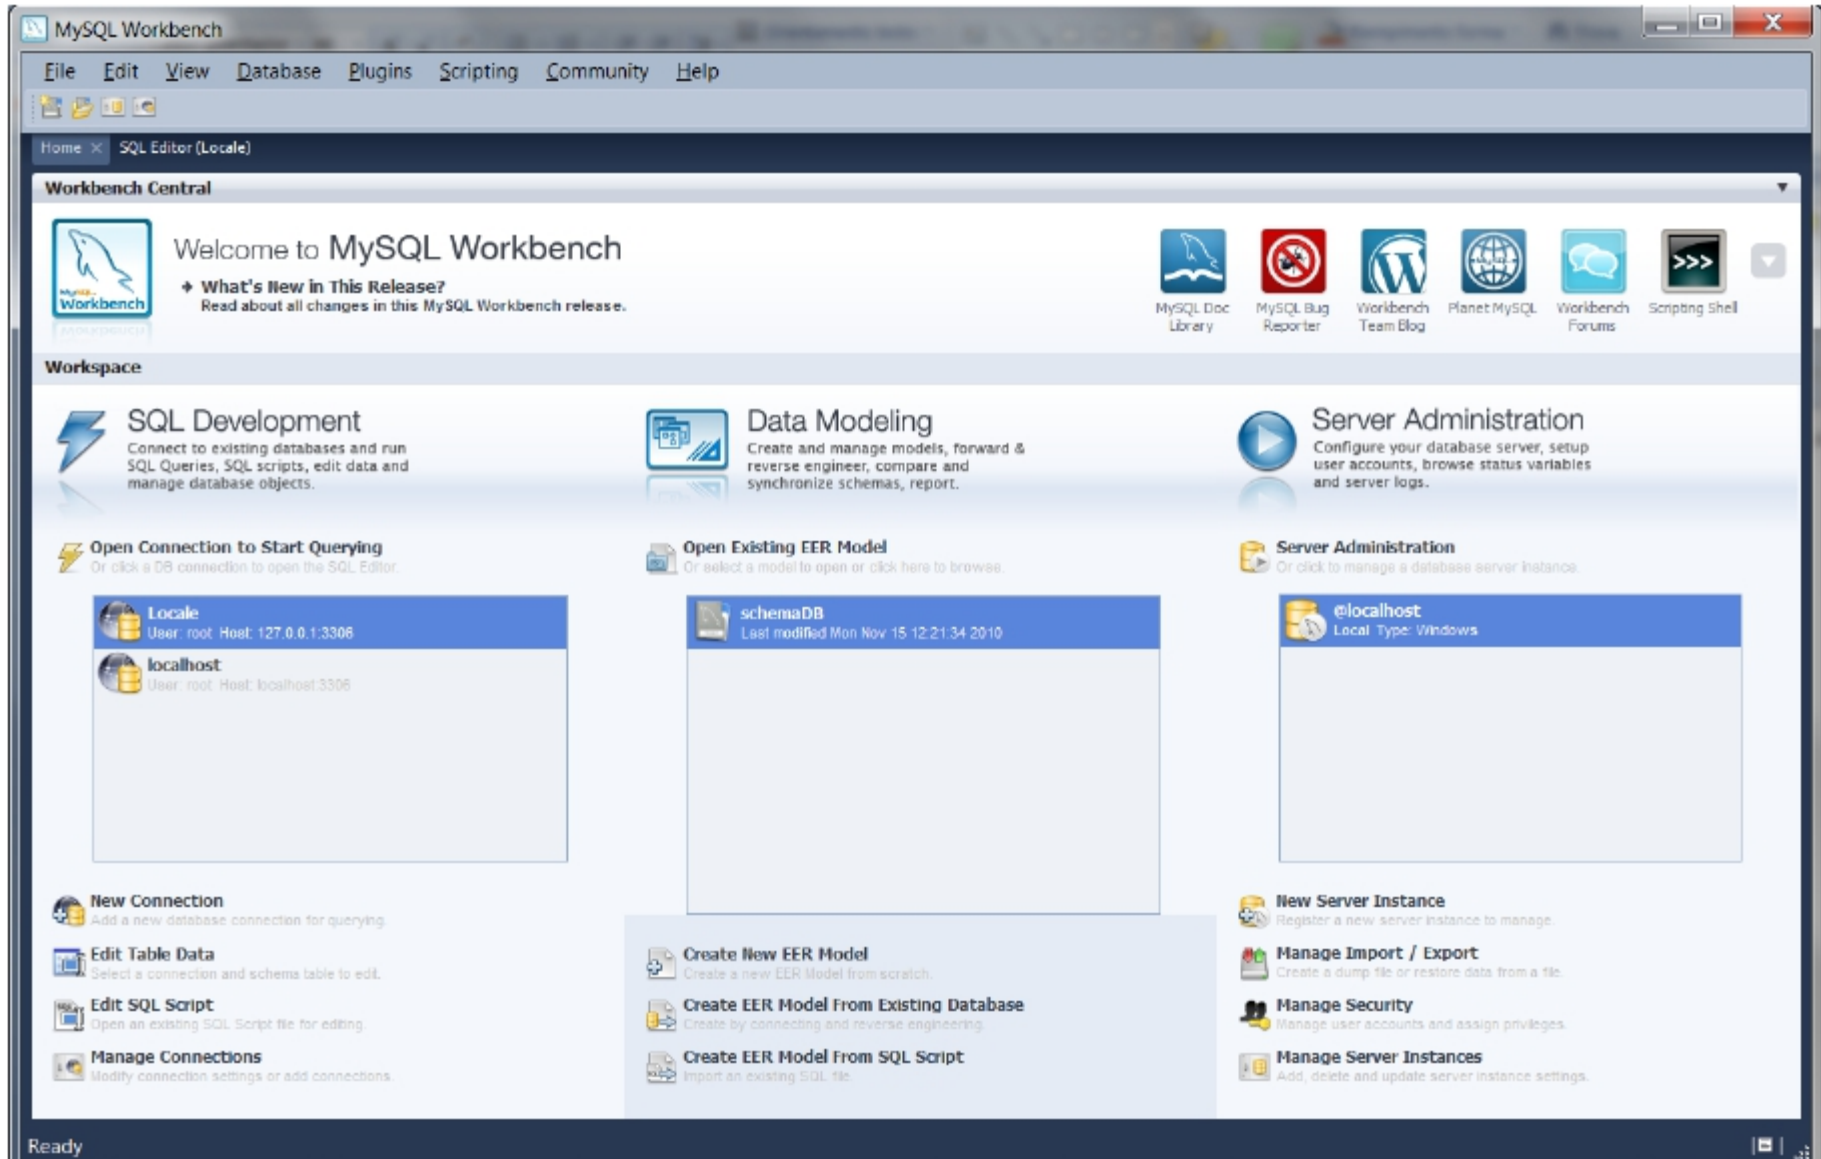 MySQL Workbench
File Edit View Database Plugins Scripting Community Help
Home SQL Editor (Locale)
Workbench Central
MySQL
Workbench
Welcome to MySQL Workbench
What's New in This Release?
Read about all changes in this MySQL Workbench release.
MySQL Doc
Library
MySQL Bug
Reporter
Workbench
Team Blog
Planet MySQL
Workbench
Forums
>>>
Scripting Shell
Workspace
SQL Development
Connect to existing databases and run
SQL Queries, SQL scripts, edit data and
manage database objects.
Open Connection to Start Querying
Or click a DB connection to open the SQL Editor.
Locale
User: root Host: 127.0.0.1:3306
localhost
User: root Host: localhost:3306
New Connection
Add a new database connection for querying.
Edit Table Data
Select a connection and schema table to edit.
Edit SQL Script
Open an existing SQL Script file for editing.
Manage Connections
Modify connection settings or add connections.
Data Modeling
Create and manage models, forward &
reverse engineer, compare and
synchronize schemas, report.
Open Existing EER Model
Or select a model to open or click here to browse.
schemaDB
Last modified Mon Nov 15 12:21:34 2010
Create New EER Model
Create a new EER Model from scratch.
Create EER Model From Existing Database
Create by connecting and reverse engineering.
Create EER Model From SQL Script
Import an existing SQL file.
Server Administration
Configure your database server, setup
user accounts, browse status variables
and server logs.
Server Administration
Or click to manage a database server instance.
@localhost
Local Type: Windows
New Server Instance
Register a new server instance to manage.
Manage Import / Export
Create a dump file or restore data from a file.
Manage Security
Manage user accounts and assign privileges.
Manage Server Instances
Add, delete and update server instance settings.
Ready